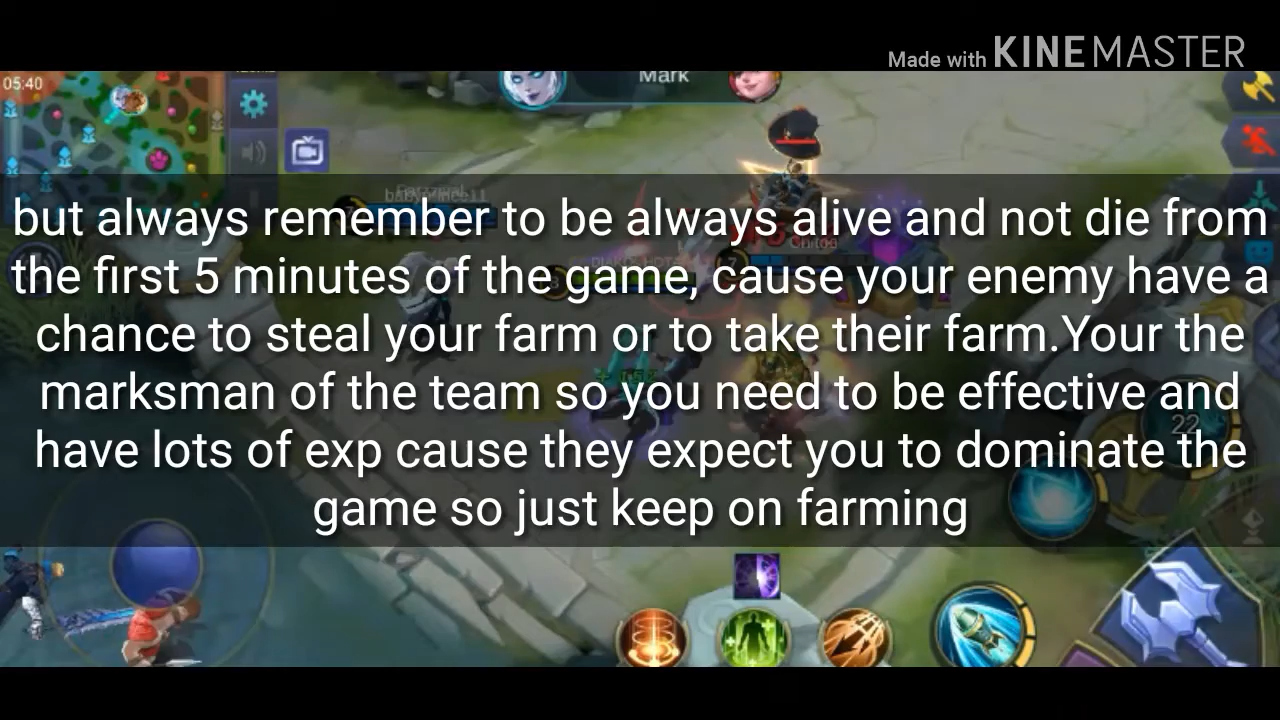 Made with KINEMASTER
05:40
Mark
but always remember to be always alive and not die from
the first 5 minutes of the game, cause your enemy have a
chance to steal your farm or to take their farm.Your the
marksman of the team so you need to be effective and
have lots of exp cause they expect you to dominate the
22
game so just keep on farming